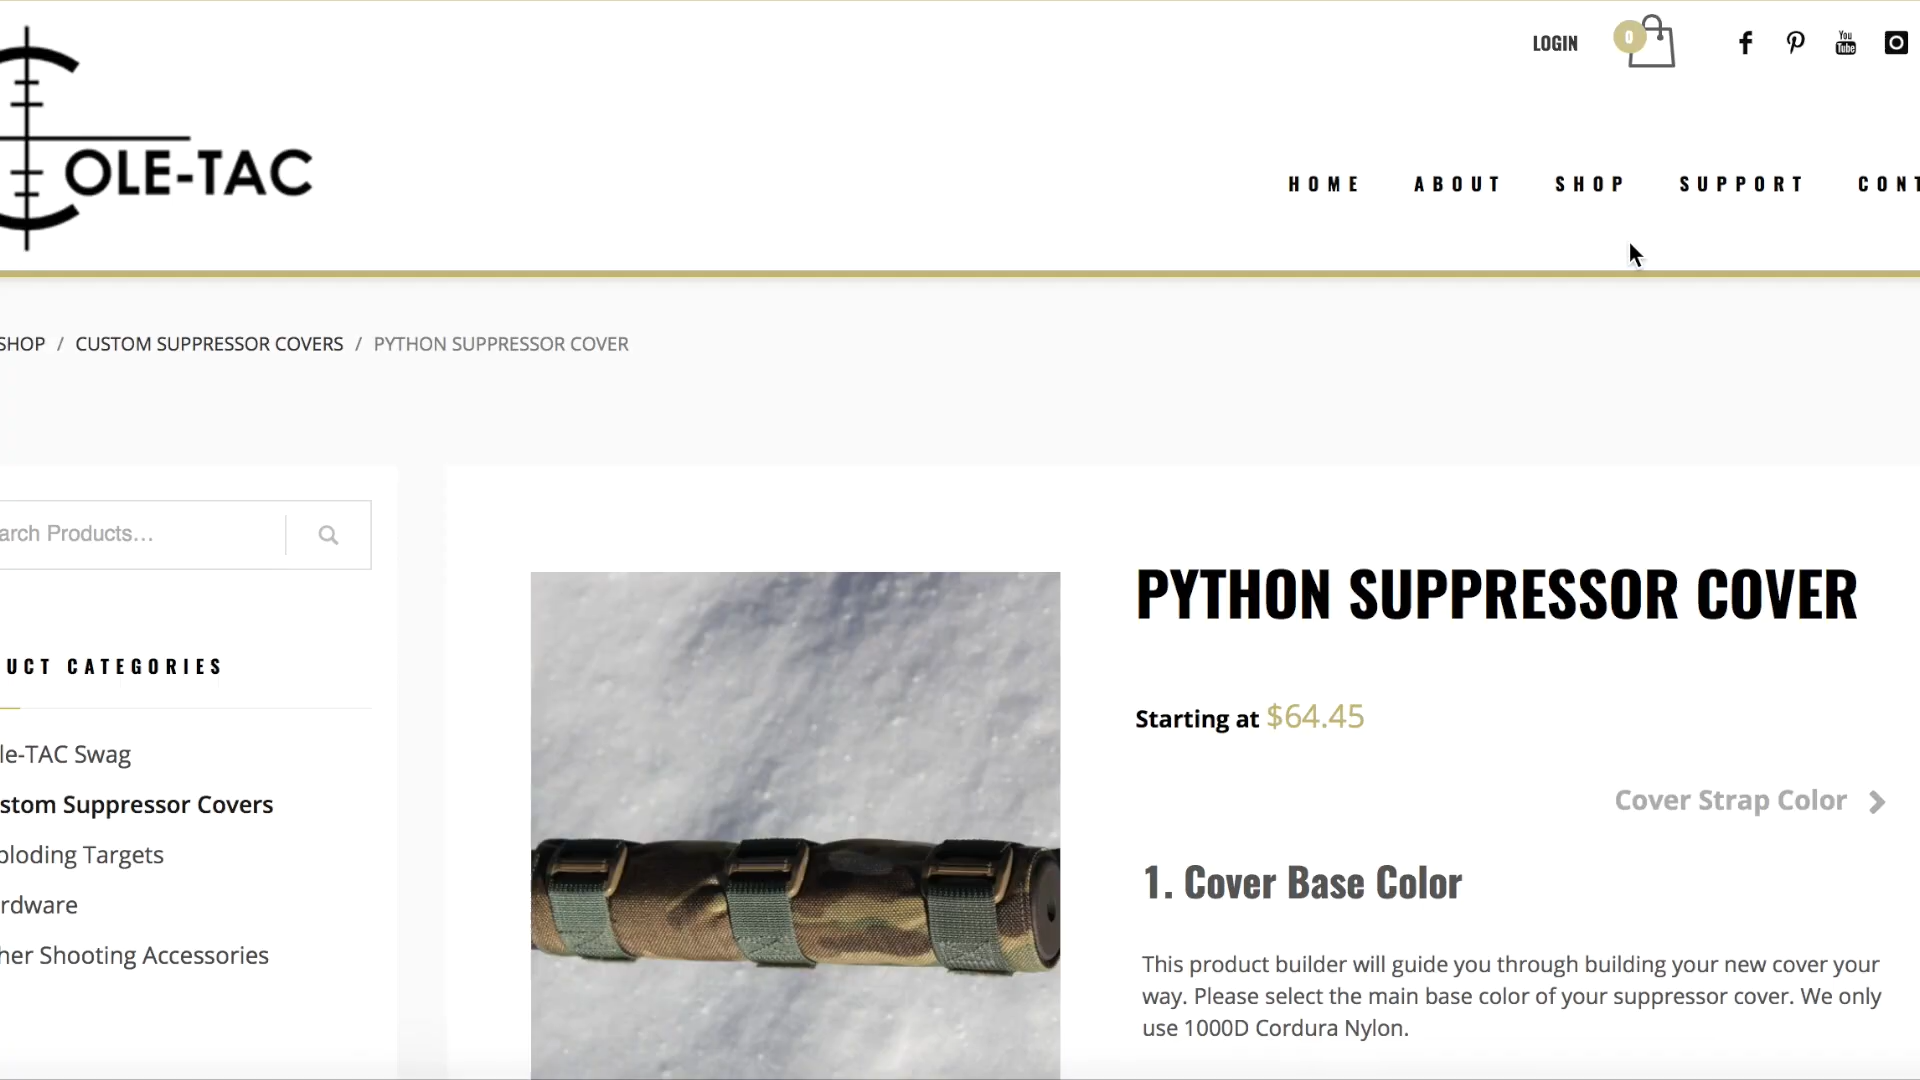 LOGIN
0
You
Tube
OLE-TAC
HOME ABOUT SHOP SUPPORT CONT
SHOP / CUSTOM SUPPRESSOR COVERS / PYTHON SUPPRESSOR COVER
arch Products...
UCT CATEGORIES
le-TAC Swag
stom Suppressor Covers
ploding Targets
rdware
her Shooting Accessories
PYTHON SUPPRESSOR COVER
Starting at $64.45
Cover Strap Color
1. Cover Base Color
This product builder will guide you through building your new cover your
way. Please select the main base color of your suppressor cover. We only
use 1000D Cordura Nylon.